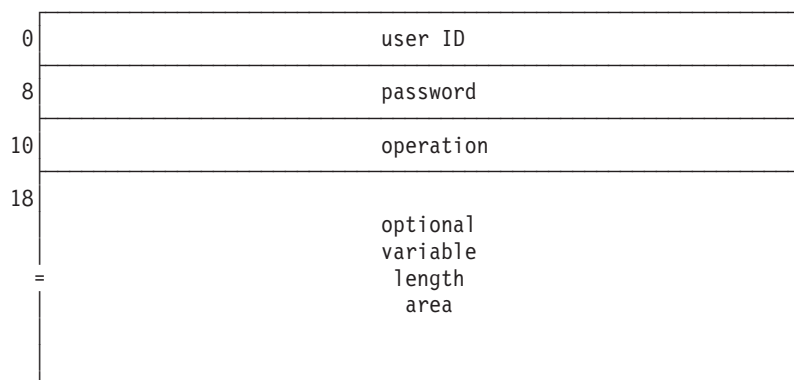 0 user ID
8 password
10 operation
18
optional
variable
= length
area